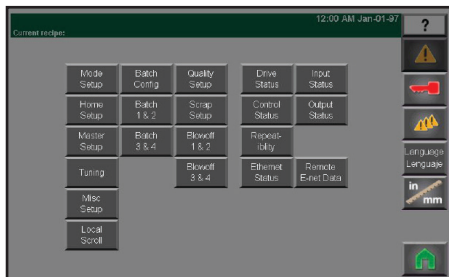 12:00 AM Jan-01-97
Current recipe:
?
Mode
Setup
Batch
Config
Quality
Setup
Drive
Status
Input
Status
Home
Setup
Batch
1 & 2
Scrap
Setup
Control
Status
Output
Status
Master
Setup
Batch
3 & 4
Blowoff
1 & 2
Repeat-
iblity
Tuning
Blowoff
3 & 4
Ethernet
Status
Remote
E-net Data
Misc
Setup
Local
Scroll
Language
Lenguaje
in
mm